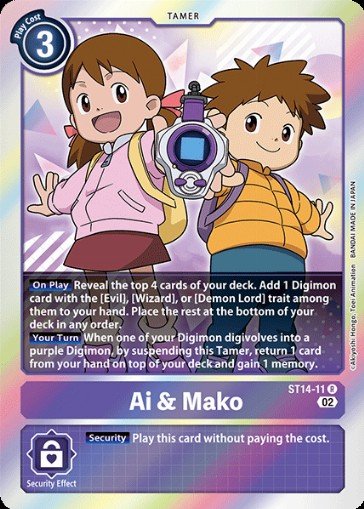 TAMER
Play Cost
3
On Play Reveal the top 4 cards of your deck. Add 1 Digimon
card with the [Evil], [Wizard], or [Demon Lord] trait among
them to your hand. Place the rest at the bottom of
your deck in any order.
Your Turn When one of your Digimon digivolves into a
purple Digimon, by suspending this Tamer, return 1 card
from your hand on top of your deck and gain 1 memory.
©Akiyoshi Hongo, Toei Animation BANDAI MADE IN JAPAN
ST14-11 R
Ai & Mako
02
Security Play this card without paying the cost.
Security Effect